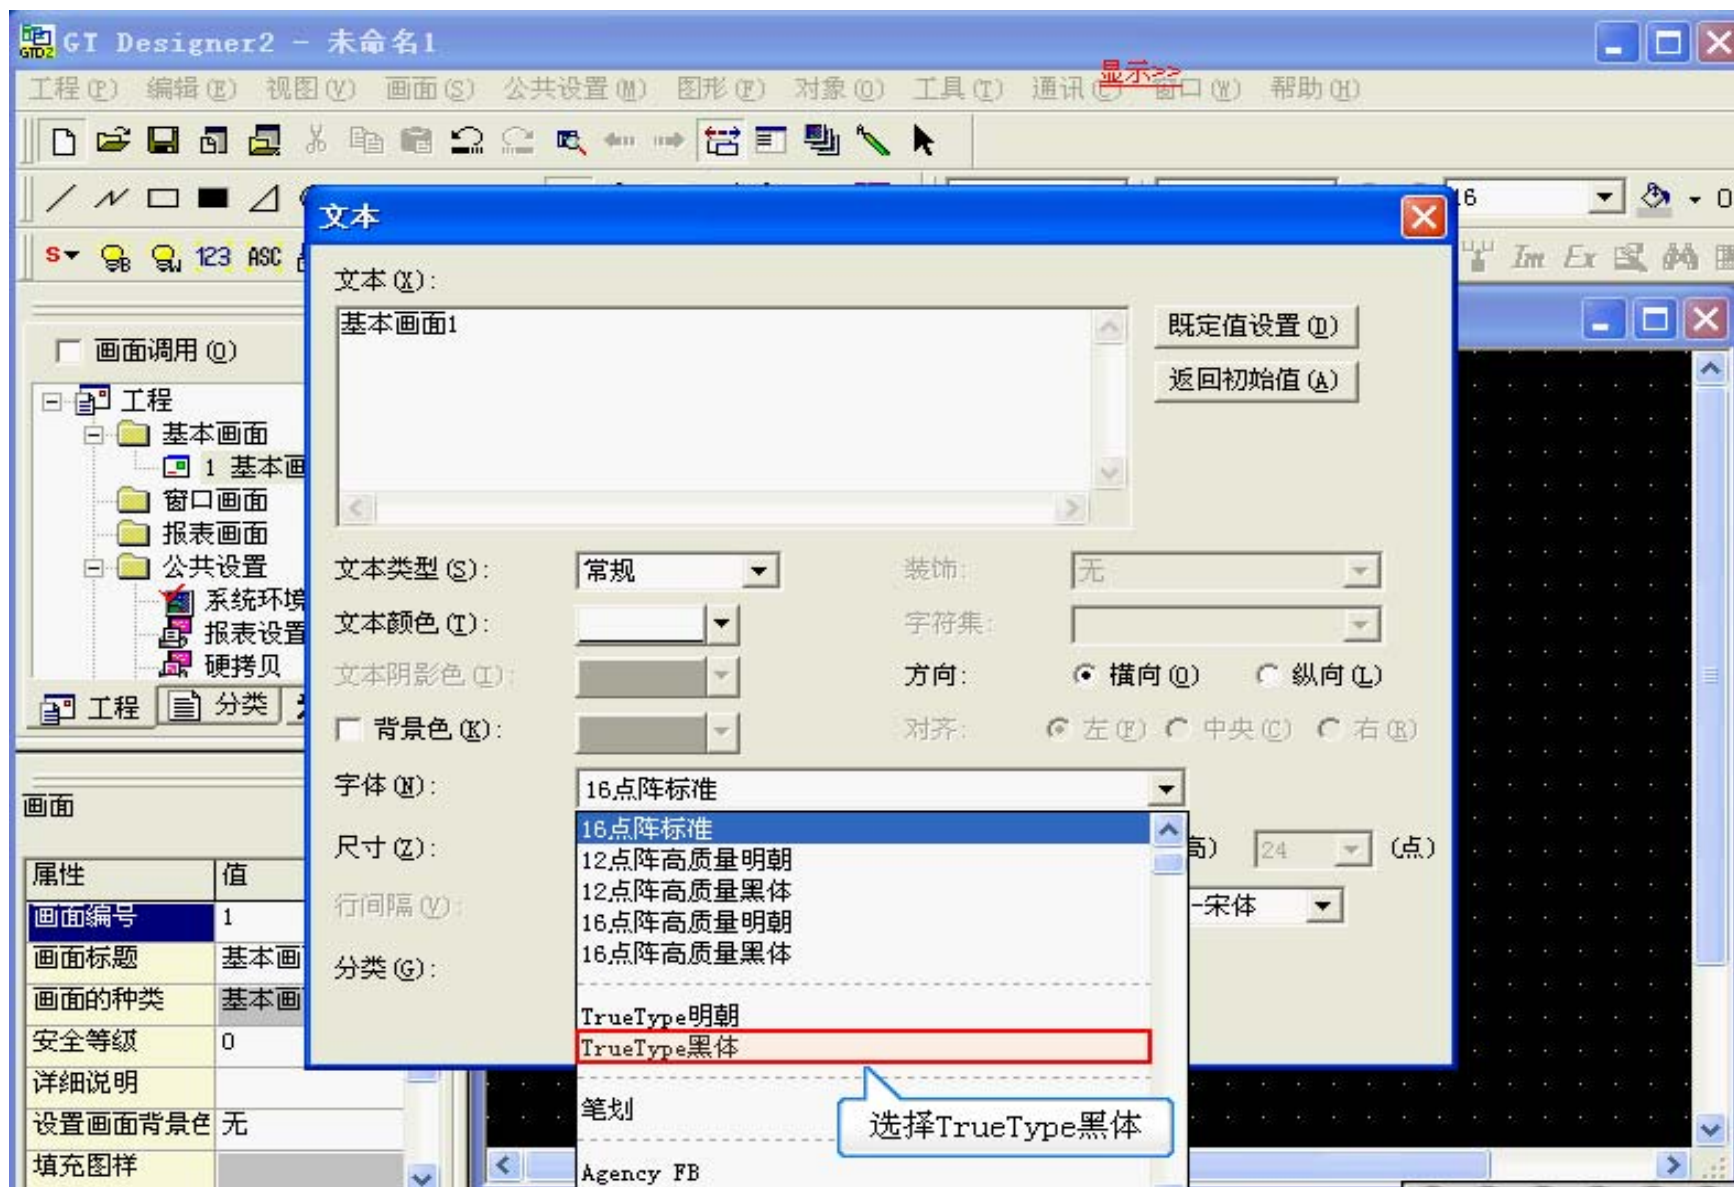 GT Designer2 - 未命名1
工程(P) 编辑(E) 视图(V) 画面(S) 公共设置(M) 图形(F) 对象(O) 工具(T) 通讯(C) 窗口(W) 帮助(H)
显示>>
16
S 123 ASC
Im Ex
文本
文本(X):
基本画面1
既定值设置(D)
返回初始值(A)
画面调用(O)
工程
基本画面
1 基本画
窗口画面
报表画面
公共设置
系统环境
报表设置
硬拷贝
工程 分类
文本类型(S): 常规 装饰: 无
文本颜色(T): 字符集:
文本阴影色(I): 方向: 横向(O) 纵向(L)
背景色(K): 对齐: 左(F) 中央(C) 右(R)
字体(N): 16点阵标准
尺寸(Z): 高) 24 (点)
行间隔(V): -宋体
分类(G):
16点阵标准
12点阵高质量明朝
12点阵高质量黑体
16点阵高质量明朝
16点阵高质量黑体
TrueType明朝
TrueType黑体
笔划
Agency FB
选择TrueType黑体
画面
属性 值
画面编号 1
画面标题 基本画
画面的种类 基本画
安全等级 0
详细说明
设置画面背景色 无
填充图样